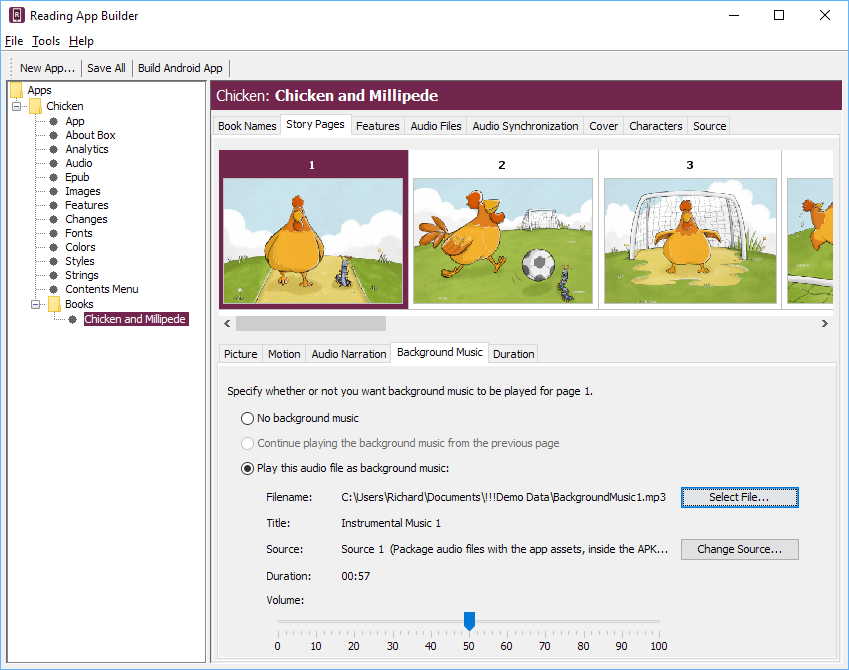 Reading App Builder
File Tools Help
New App... Save All Build Android App
Apps
Chicken
App
About Box
Analytics
Audio
Epub
Images
Features
Changes
Fonts
Colors
Styles
Strings
Contents Menu
Books
Chicken and Millipede
Chicken: Chicken and Millipede
Book Names Story Pages Features Audio Files Audio Synchronization Cover Characters Source
1 2 3
Picture Motion Audio Narration Background Music Duration
Specify whether or not you want background music to be played for page 1.
No background music
Continue playing the background music from the previous page
Play this audio file as background music:
Filename: C:\Users\Richard\Documents\!!!Demo Data\BackgroundMusic1.mp3 Select File...
Title: Instrumental Music 1
Source: Source 1 (Package audio files with the app assets, inside the APK... Change Source...
Duration: 00:57
Volume:
0 10 20 30 40 50 60 70 80 90 100